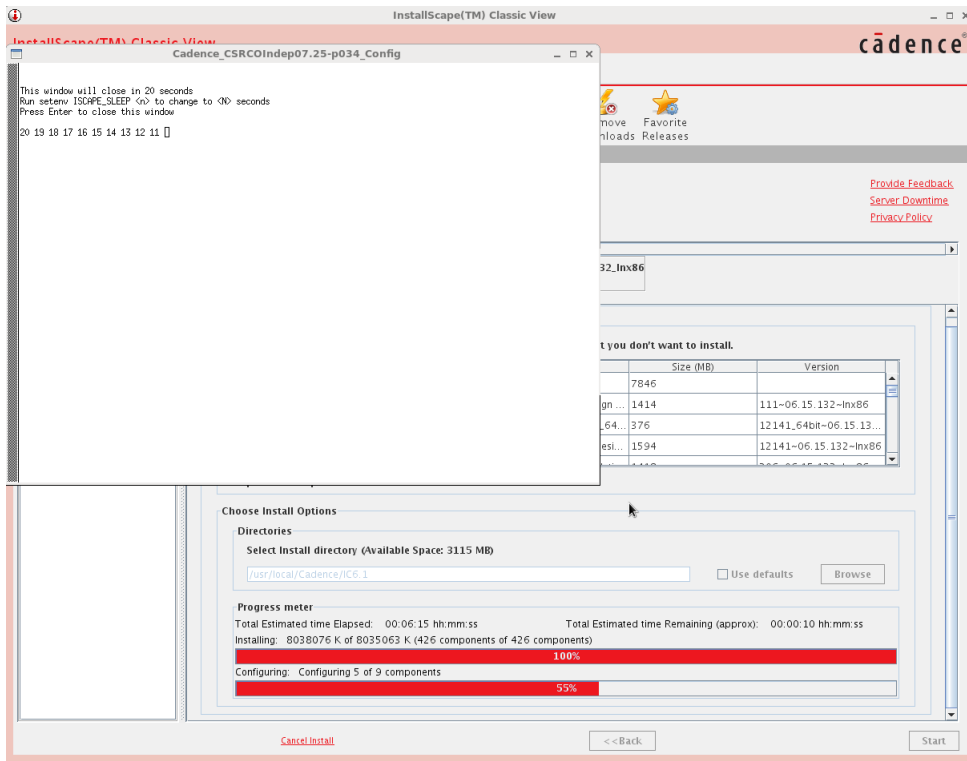 InstallScape(TM) Classic View
InstallScape(TM) Classic View
cādence®
Cadence_CSRCOIndep07.25-p034_Config
This window will close in 20 seconds
Run setenv ISCAPE_SLEEP <n> to change to <N> seconds
Press Enter to close this window
20 19 18 17 16 15 14 13 12 11
move Favorite
nloads Releases
Provide Feedback
Server Downtime
Privacy Policy
32_lnx86
t you don't want to install.
Size (MB) Version
7846
gn ... 1414 111~06.15.132~lnx86
_64... 376 12141_64bit~06.15.13...
esi... 1594 12141~06.15.132~lnx86
Choose Install Options
Directories
Select Install directory (Available Space: 3115 MB)
/usr/local/Cadence/IC6.1
Use defaults Browse
Progress meter
Total Estimated time Elapsed: 00:06:15 hh:mm:ss Total Estimated time Remaining (approx): 00:00:10 hh:mm:ss
Installing: 8038076 K of 8035063 K (426 components of 426 components)
100%
Configuring: Configuring 5 of 9 components
55%
Cancel Install <<Back Start